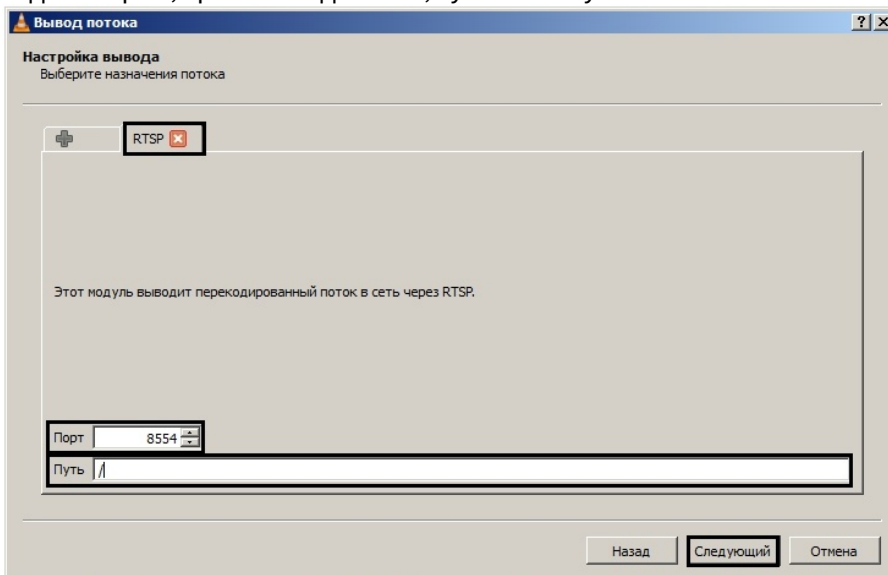 Вывод потока
Настройка вывода
Выберите назначения потока
RTSP
Этот модуль выводит перекодированный поток в сеть через RTSP.
Порт 8554
Путь /
Назад Следующий Отмена